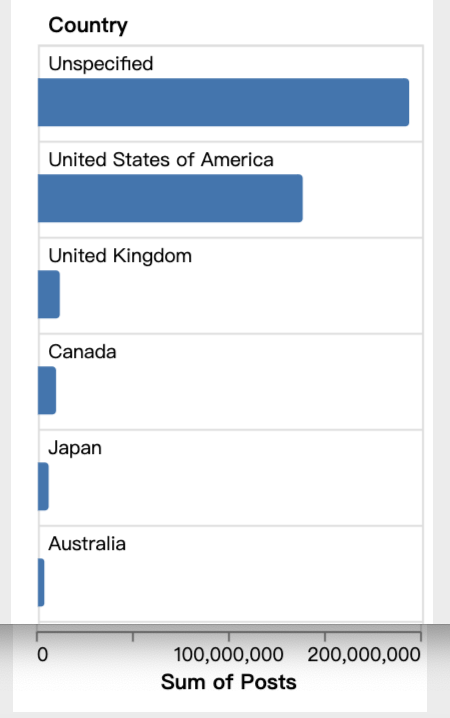 Country
Unspecified
United States of America
United Kingdom
Canada
Japan
Australia
0 100,000,000 200,000,000
Sum of Posts